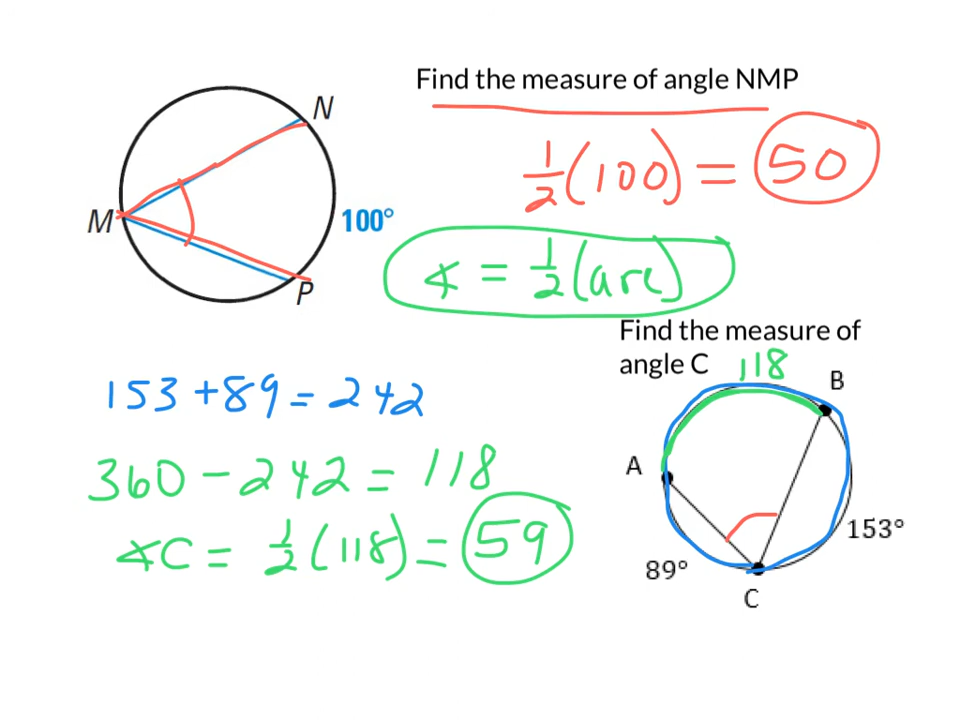 Find the measure of angle NMP
N
M
100°
P
1/2(100) = 50
∡ = 1/2(arc)
Find the measure of
angle C
118
B
A
153°
89°
C
153 + 89 = 242
360 - 242 = 118
∡C = 1/2(118) = 59